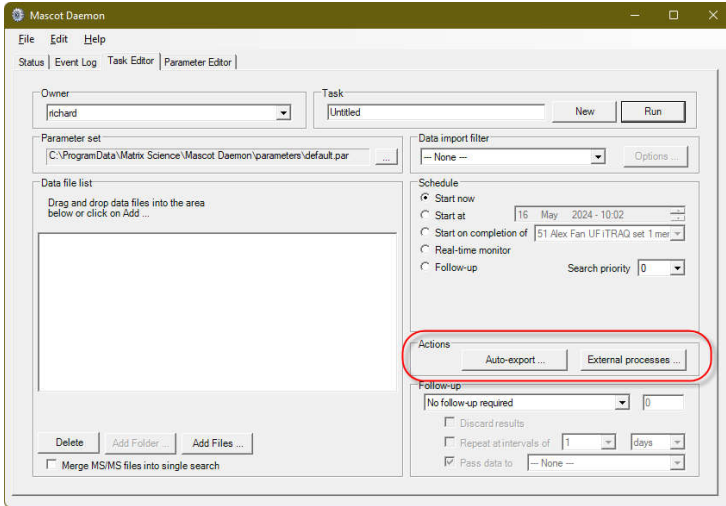 Mascot Daemon
File Edit Help
Status Event Log Task Editor Parameter Editor
Owner
richard
Task
Untitled
New
Run
Parameter set
C:\ProgramData\Matrix Science\Mascot Daemon\parameters\default.par
...
Data import filter
--- None ---
Options ...
Data file list
Drag and drop data files into the area
below or click on Add ...
Delete
Add Folder ...
Add Files ...
Merge MS/MS files into single search
Schedule
Start now
Start at
16 May 2024 - 10:02
Start on completion of
51 Alex Fan UF iTRAQ set 1 mer
Real-time monitor
Follow-up
Search priority
0
Actions
Auto-export ...
External processes ...
Follow-up
No follow-up required
0
Discard results
Repeat at intervals of
1
days
Pass data to
--- None ---